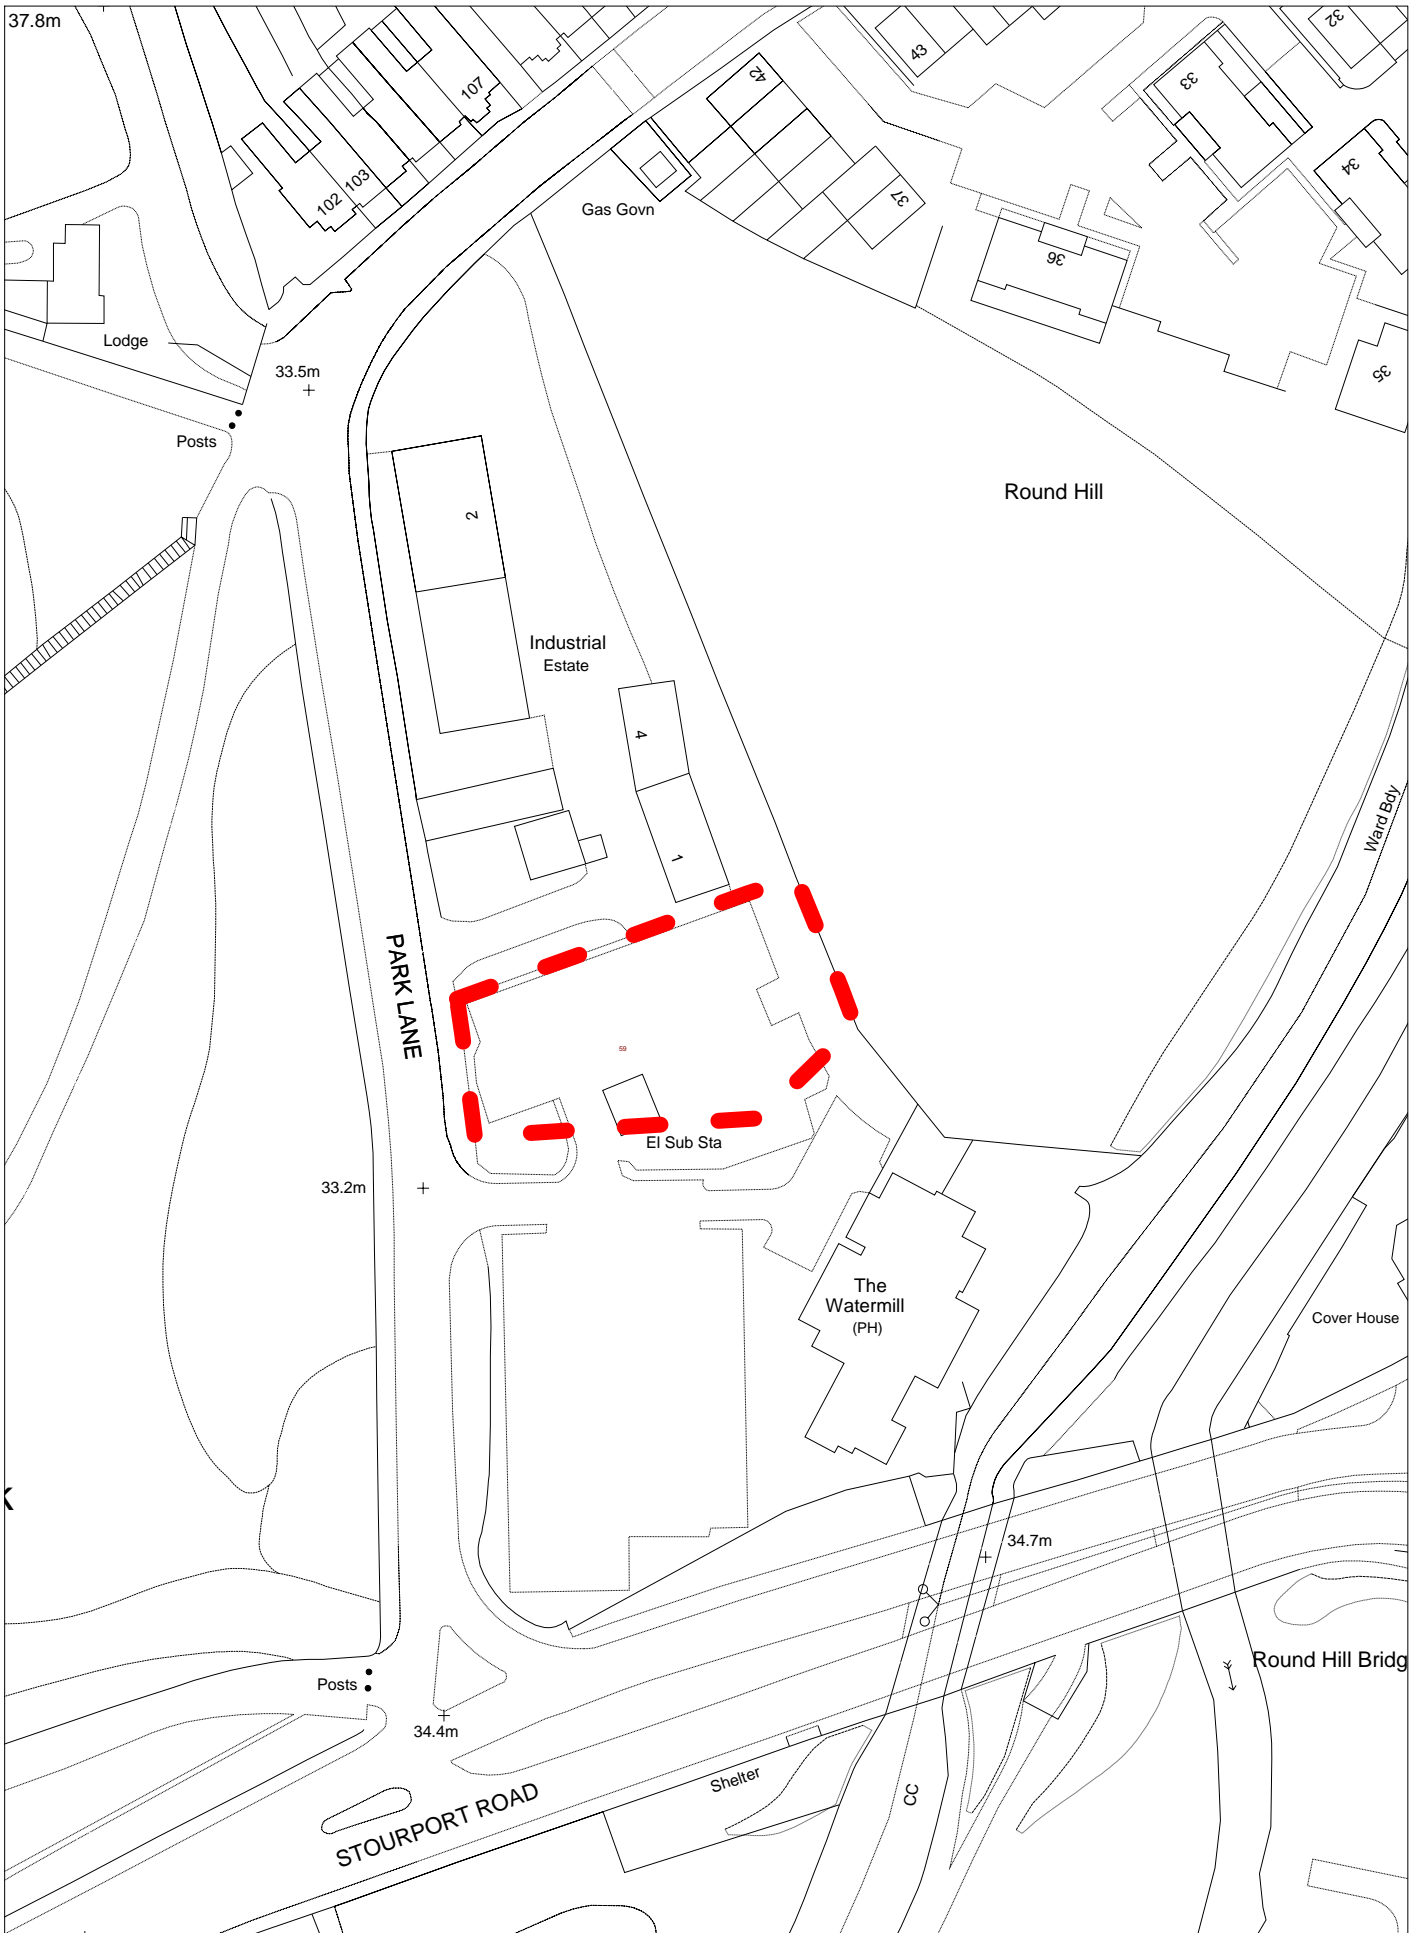 37.8m
107
103
102
42
43
32
33
34
37
36
35
Gas Govn
Lodge
33.5m
Posts
Round Hill
2
Industrial
Estate
4
1
Ward Bdy
PARK LANE
59
El Sub Sta
33.2m
The
Watermill
(PH)
Cover House
34.7m
Round Hill Bridg
Posts
34.4m
Shelter
CC
STOURPORT ROAD